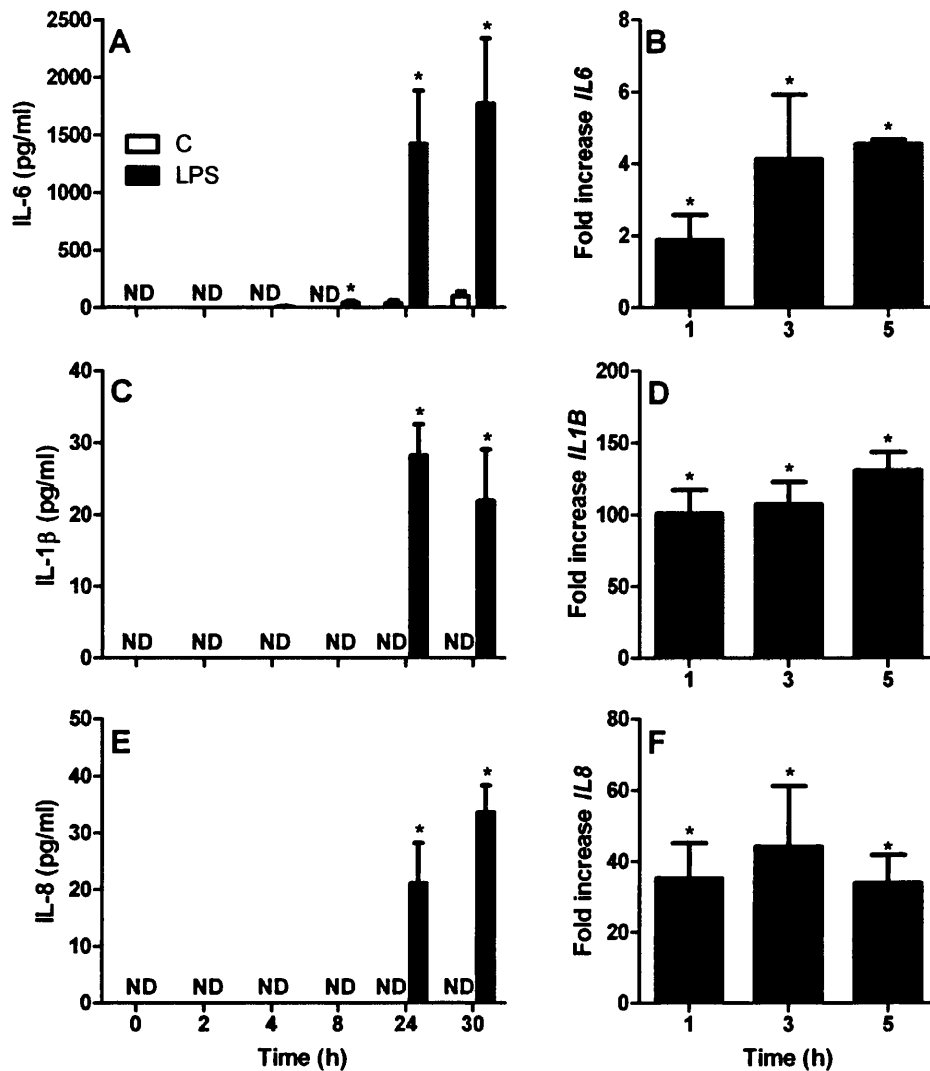 A
IL-6 (pg/ml)
2500
2000
1500
1000
500
0
C
LPS
ND ND ND ND * * *
B
Fold increase IL6
8
6
4
2
0
* * *
1 3 5
C
IL-1β (pg/ml)
40
30
20
10
0
* *
ND ND ND ND ND ND
D
Fold increase IL1B
200
150
100
50
0
* * *
1 3 5
E
IL-8 (pg/ml)
50
40
30
20
10
0
* *
ND ND ND ND ND ND
0 2 4 8 24 30
Time (h)
F
Fold increase IL8
80
60
40
20
0
* * *
1 3 5
Time (h)